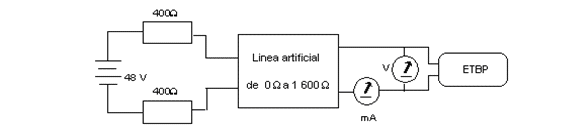 400Ω
48 V
400Ω
Linea artificial
de 0Ω a 1 600Ω
V
mA
ETBP